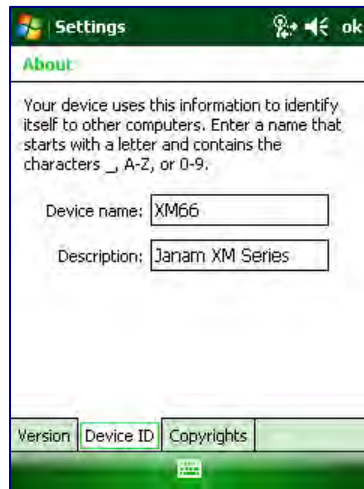 Settings ok
About
Your device uses this information to identify
itself to other computers. Enter a name that
starts with a letter and contains the
characters _, A-Z, or 0-9.
Device name: XM66
Description: Janam XM Series
Version Device ID Copyrights